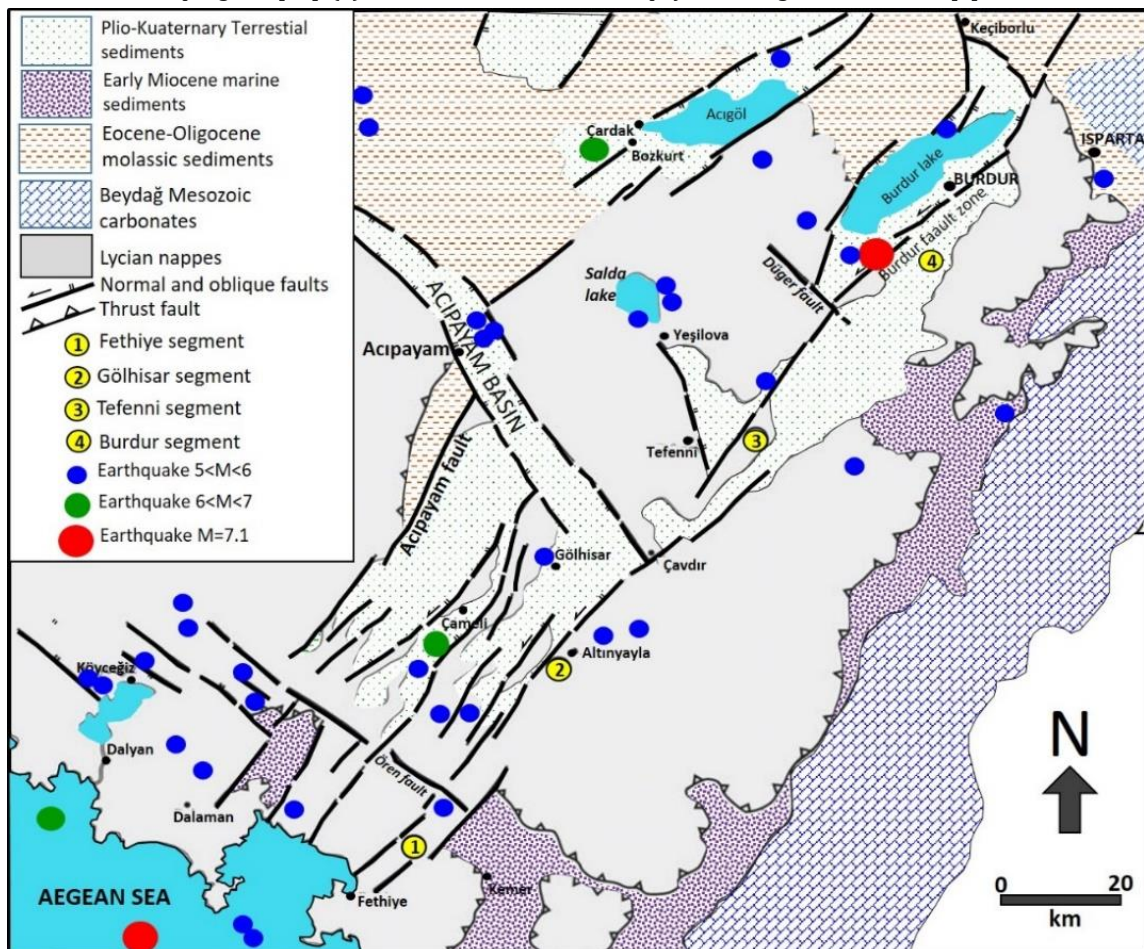 Plio-Kuaternary Terrestial
sediments
Early Miocene marine
sediments
Eocene-Oligocene
molassic sediments
Beydağ Mesozoic
carbonates
Lycian nappes
Normal and oblique faults
Thrust fault
1 Fethiye segment
2 Gölhisar segment
3 Tefenni segment
4 Burdur segment
Earthquake 5<M<6
Earthquake 6<M<7
Earthquake M=7.1
Keçiborlu
Acıgöl
Çardak
Bozkurt
ISPARTA
Burdur lake
BURDUR
Burdur faault zone
4
Düger fault
Salda
lake
Yeşilova
ACIPAYAM BASIN
Acıpayam
Tefenni
3
Acıpayam fault
Gölhisar
Çavdır
Çameli
Altınyayla
2
Köyceğiz
Dalyan
Ören fault
Dalaman
1
Kemer
Fethiye
AEGEAN SEA
N
0 20
km